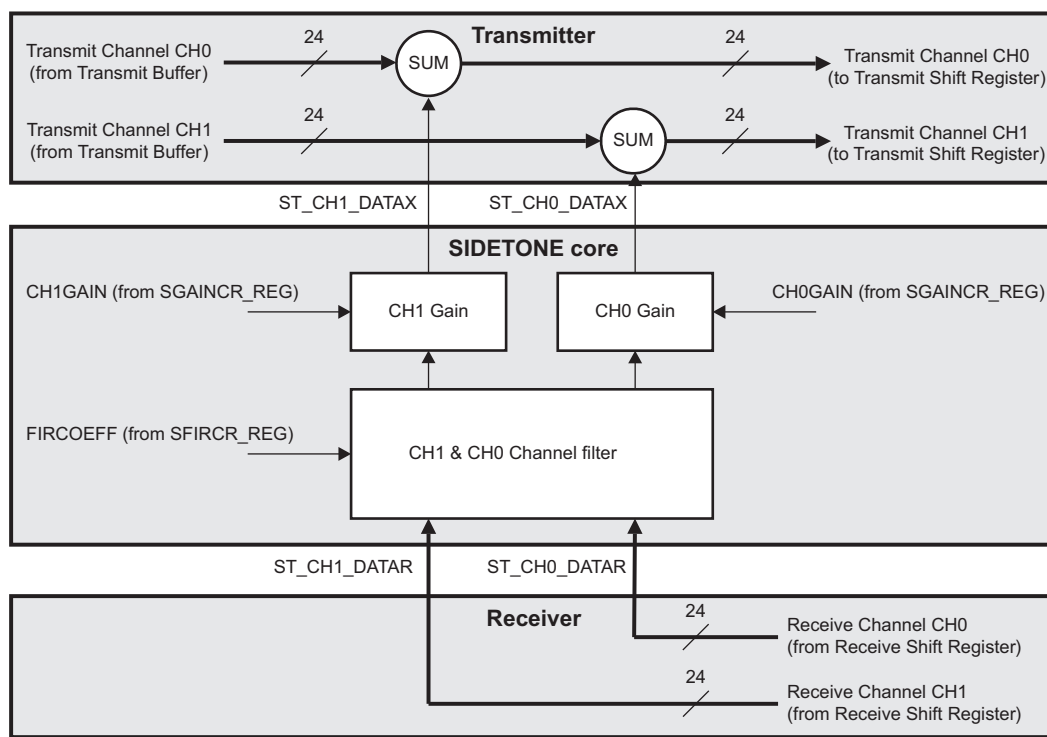 Transmitter
Transmit Channel CH0
(from Transmit Buffer)
24
SUM
24
Transmit Channel CH0
(to Transmit Shift Register)
Transmit Channel CH1
(from Transmit Buffer)
24
SUM
24
Transmit Channel CH1
(to Transmit Shift Register)
ST_CH1_DATAX
ST_CH0_DATAX
SIDETONE core
CH1GAIN (from SGAINCR_REG)
CH1 Gain
CH0 Gain
CH0GAIN (from SGAINCR_REG)
FIRCOEFF (from SFIRCR_REG)
CH1 & CH0 Channel filter
ST_CH1_DATAR
ST_CH0_DATAR
Receiver
24
Receive Channel CH0
(from Receive Shift Register)
24
Receive Channel CH1
(from Receive Shift Register)